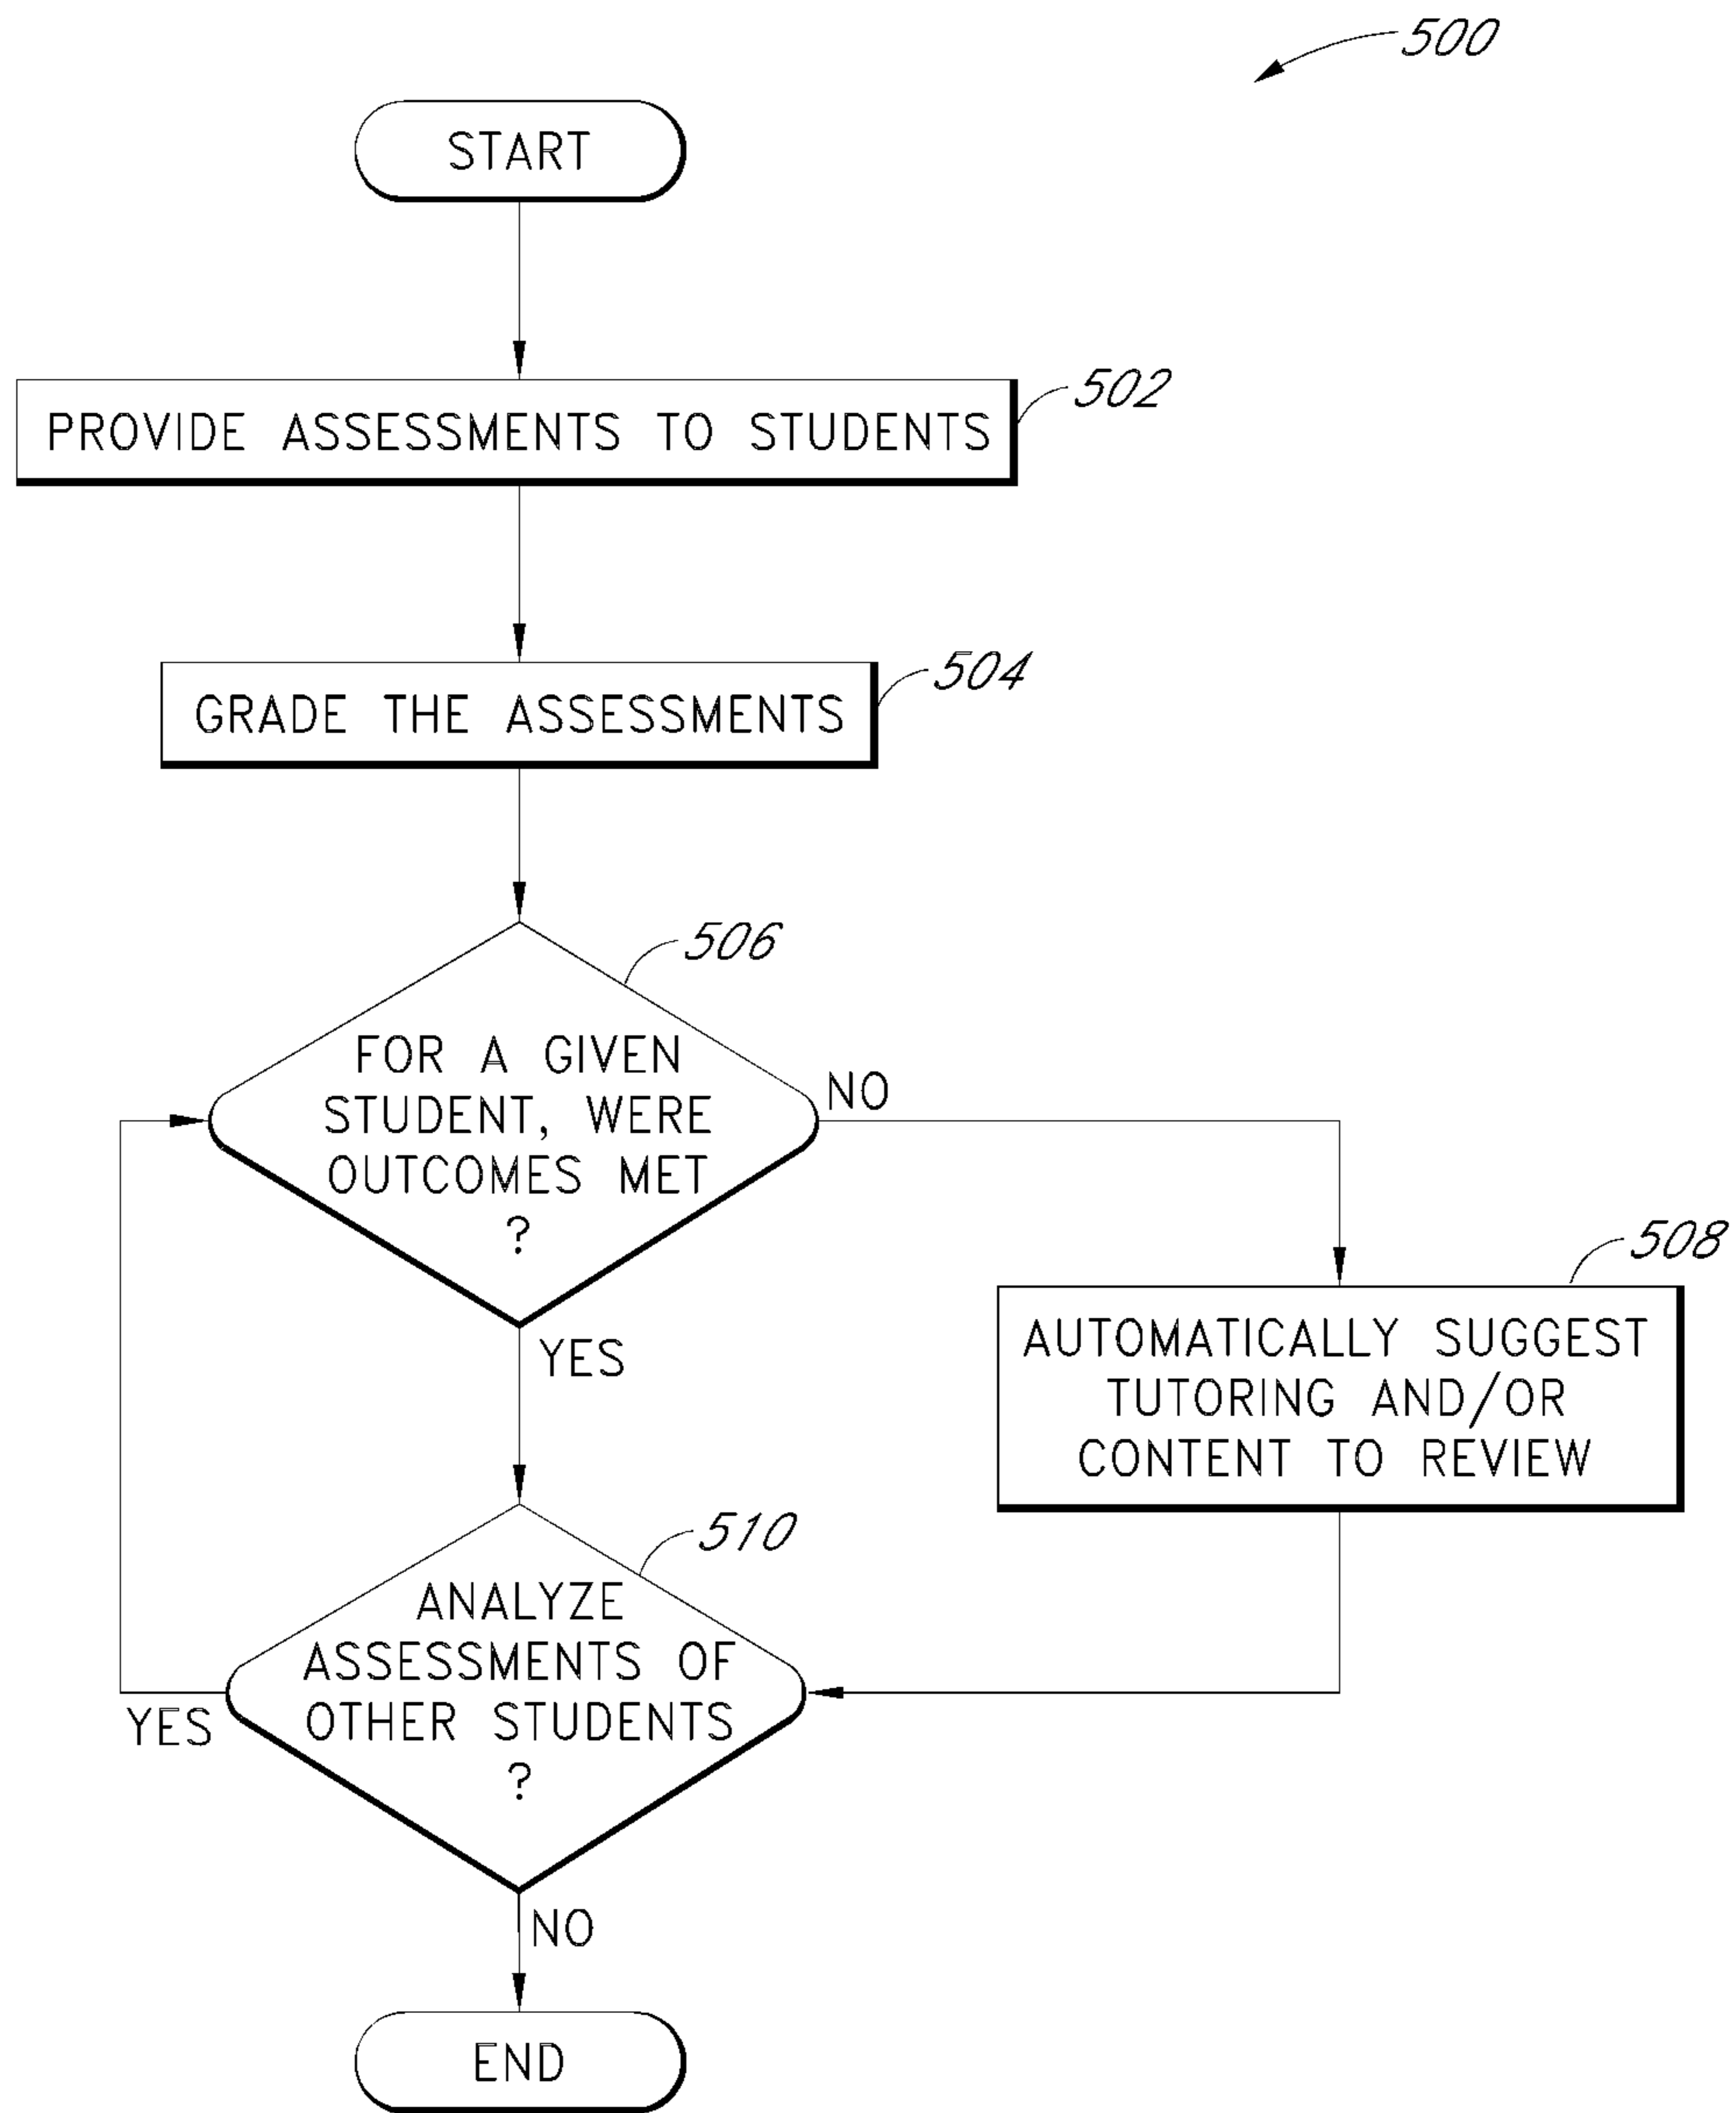 500
START
502
PROVIDE ASSESSMENTS TO STUDENTS
504
GRADE THE ASSESSMENTS
506
FOR A GIVEN
STUDENT, WERE
OUTCOMES MET
?
NO
YES
508
AUTOMATICALLY SUGGEST
TUTORING AND/OR
CONTENT TO REVIEW
510
ANALYZE
ASSESSMENTS OF
OTHER STUDENTS
?
YES
NO
END